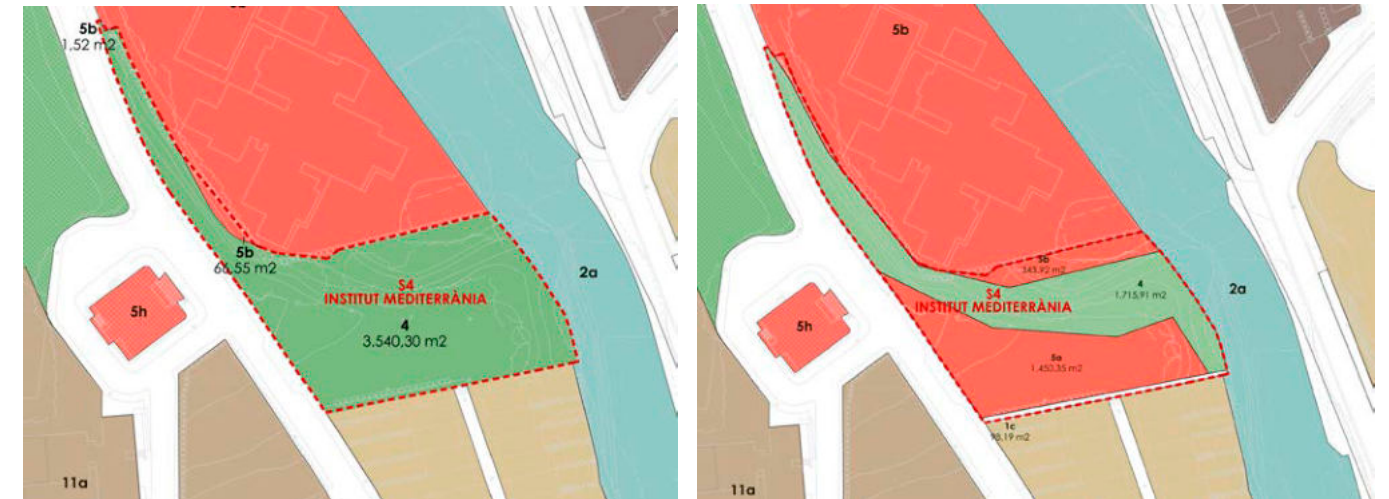 5b
5b
1,52 m2
5b
66,55 m2
S4
INSTITUT MEDITERRÀNIA
4
3.540,30 m2
2a
5h
11a
5b
5b
343,92 m2
4
1.715,91 m2
2a
S4
INSTITUT MEDITERRÀNIA
5h
5a
1.453,35 m2
1c
95,19 m2
11a